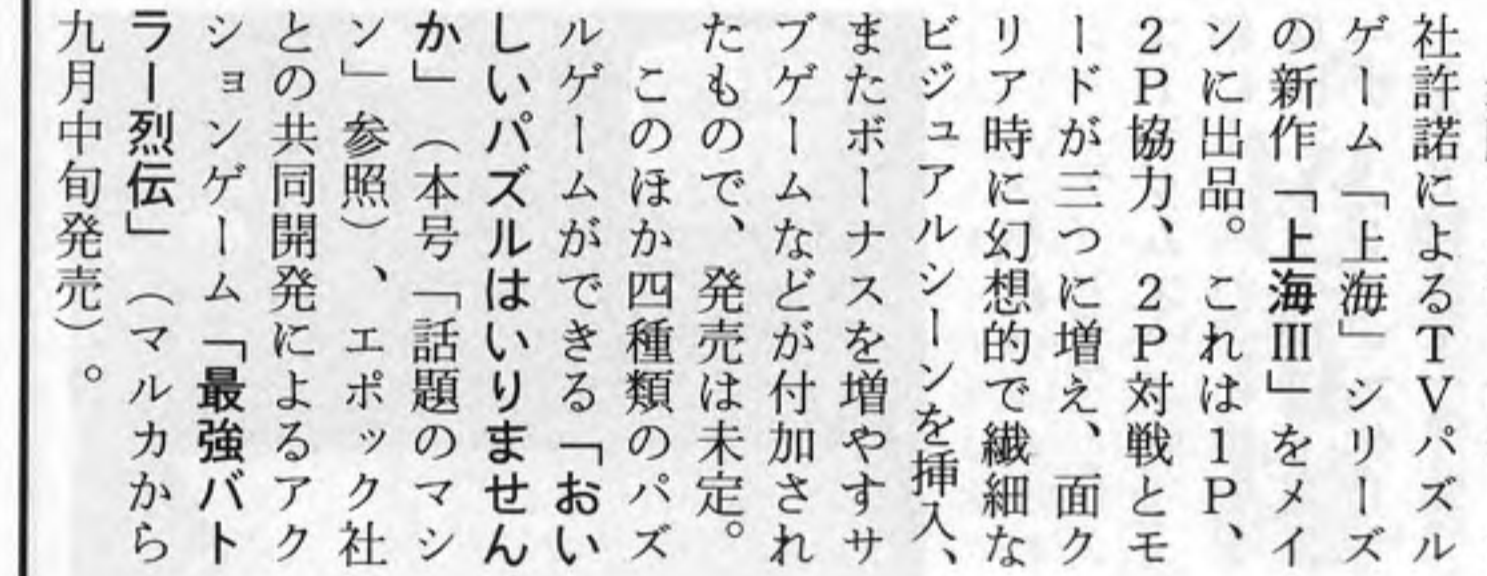 社許諾によるTVパズル
ゲーム「上海」シリーズ
の新作「上海Ⅲ」をメイ
ンに出品。これは1P、
2P協力、2P対戦とモ
ードが三つに増え、面ク
リア時に幻想的で繊細な
ビジュアルシーンを挿入、
またボーナスを増やすサ
ブゲームなどが付加され
たもので、発売は未定。
このほか四種類のパズ
ルゲームができる「おい
しいパズルはいりません
か」（本号「話題のマシ
ン」参照）、エポック社
との共同開発によるアク
ションゲーム「最強バト
ラー烈伝」（マルカから
九月中旬発売）。